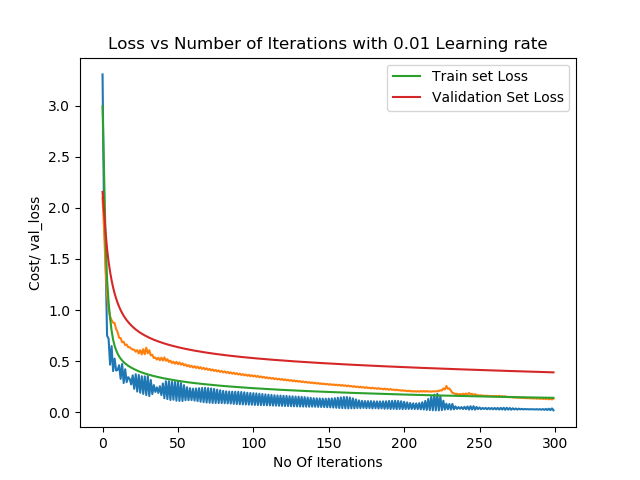 Loss vs Number of Iterations with 0.01 Learning rate
Train set Loss
Validation Set Loss
Cost/ val_loss
3.0
2.5
2.0
1.5
1.0
0.5
0.0
0 50 100 150 200 250 300
No Of Iterations